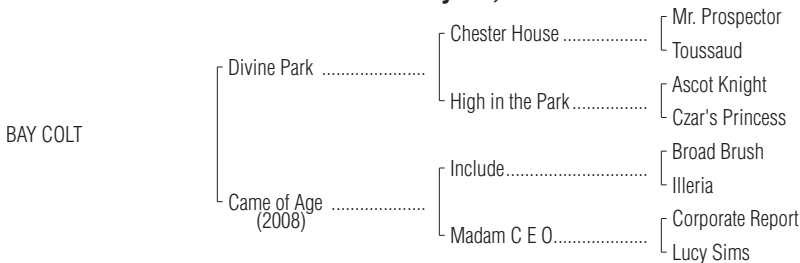 Mr. Prospector
Chester House ..................
Toussaud
Divine Park ......................
Ascot Knight
High in the Park................
Czar's Princess
BAY COLT
Broad Brush
Include..............................
Illeria
Came of Age ....................
(2008)
Corporate Report
Madam C E O....................
Lucy Sims